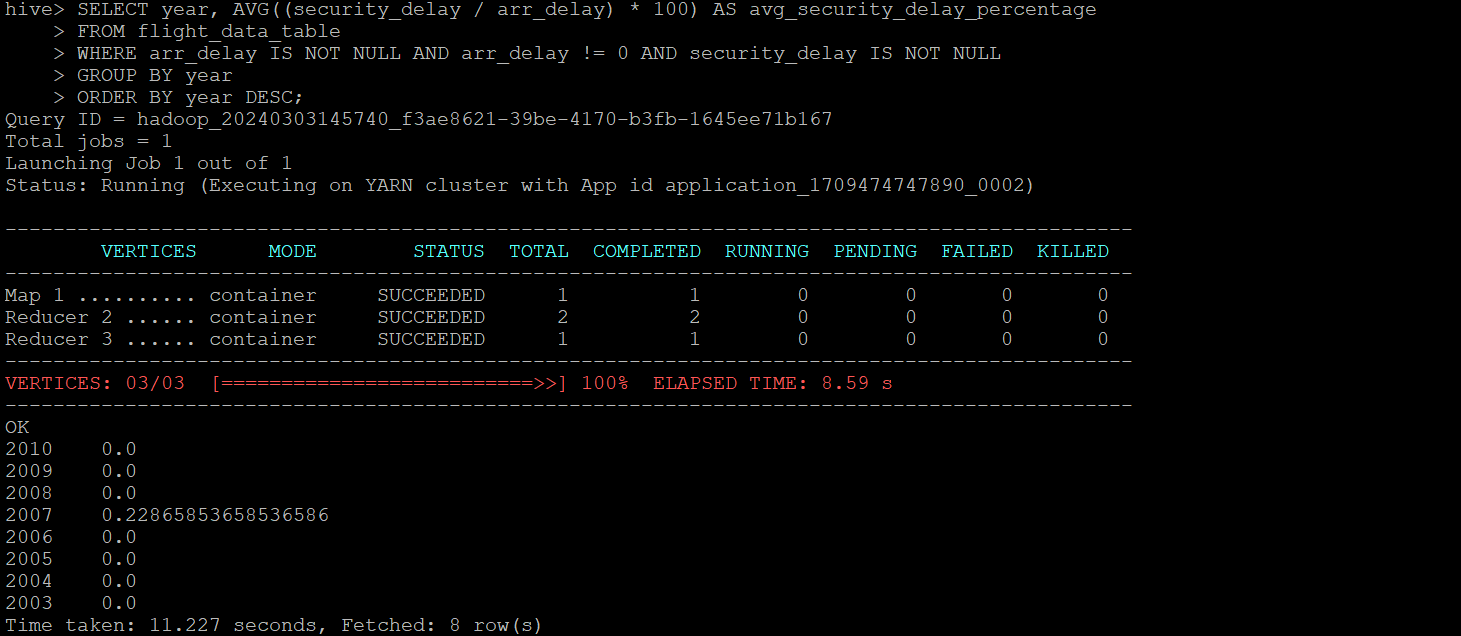 hive> SELECT year, AVG((security_delay / arr_delay) * 100) AS avg_security_delay_percentage
    > FROM flight_data_table
    > WHERE arr_delay IS NOT NULL AND arr_delay != 0 AND security_delay IS NOT NULL
    > GROUP BY year
    > ORDER BY year DESC;
Query ID = hadoop_20240303145740_f3ae8621-39be-4170-b3fb-1645ee71b167
Total jobs = 1
Launching Job 1 out of 1
Status: Running (Executing on YARN cluster with App id application_1709474747890_0002)
----------------------------------------------------------------------------------------------
        VERTICES      MODE        STATUS  TOTAL  COMPLETED  RUNNING  PENDING  FAILED  KILLED
----------------------------------------------------------------------------------------------
Map 1 .......... container     SUCCEEDED      1          1        0        0       0       0
Reducer 2 ...... container     SUCCEEDED      2          2        0        0       0       0
Reducer 3 ...... container     SUCCEEDED      1          1        0        0       0       0
----------------------------------------------------------------------------------------------
VERTICES: 03/03  [==========================>>] 100%  ELAPSED TIME: 8.59 s
----------------------------------------------------------------------------------------------
OK
2010    0.0
2009    0.0
2008    0.0
2007    0.22865853658536586
2006    0.0
2005    0.0
2004    0.0
2003    0.0
Time taken: 11.227 seconds, Fetched: 8 row(s)